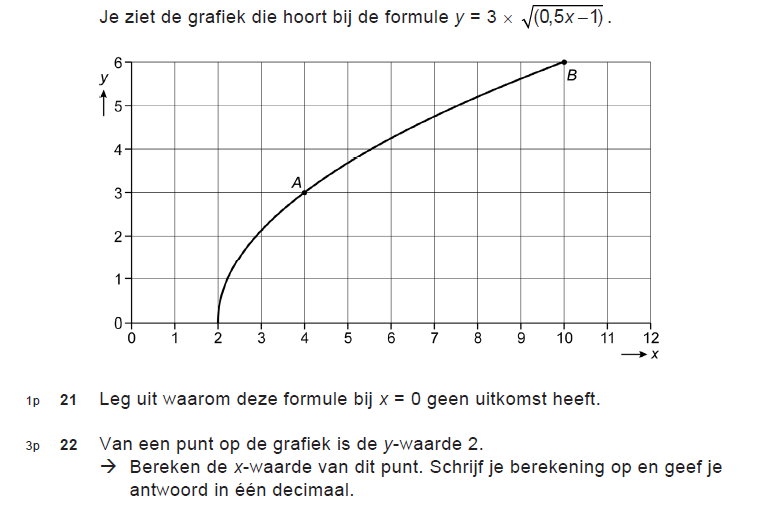 Je ziet de grafiek die hoort bij de formule y = 3 × √(0,5x – 1) .
6
y
5
4
3
2
1
0
A
B
0 1 2 3 4 5 6 7 8 9 10 11 12
x
1p 21 Leg uit waarom deze formule bij x = 0 geen uitkomst heeft.
3p 22 Van een punt op de grafiek is de y-waarde 2.
→ Bereken de x-waarde van dit punt. Schrijf je berekening op en geef je
antwoord in één decimaal.